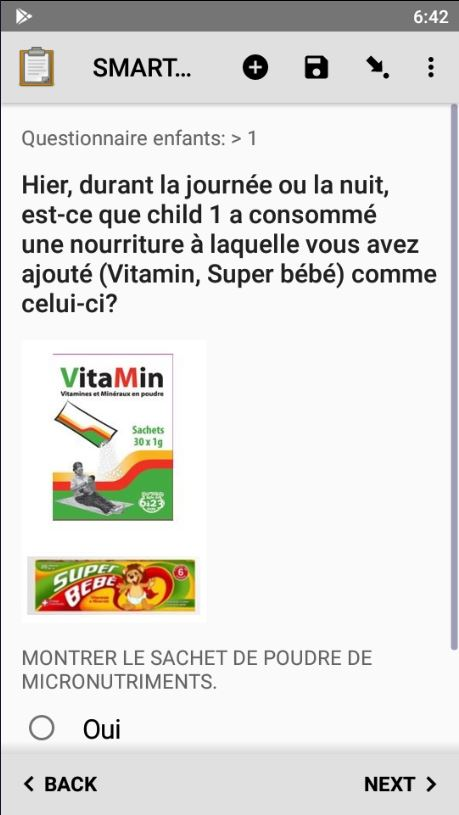 6:42
SMART...
Questionnaire enfants: > 1
Hier, durant la journée ou la nuit,
est-ce que child 1 a consommé
une nourriture à laquelle vous avez
ajouté (Vitamin, Super bébé) comme
celui-ci?
VitaMin
Vitamines et Minéraux en poudre
Sachets
30 x 1g
6à23
SUPER
BEBE
6
MONTRER LE SACHET DE POUDRE DE
MICRONUTRIMENTS.
Oui
BACK
NEXT